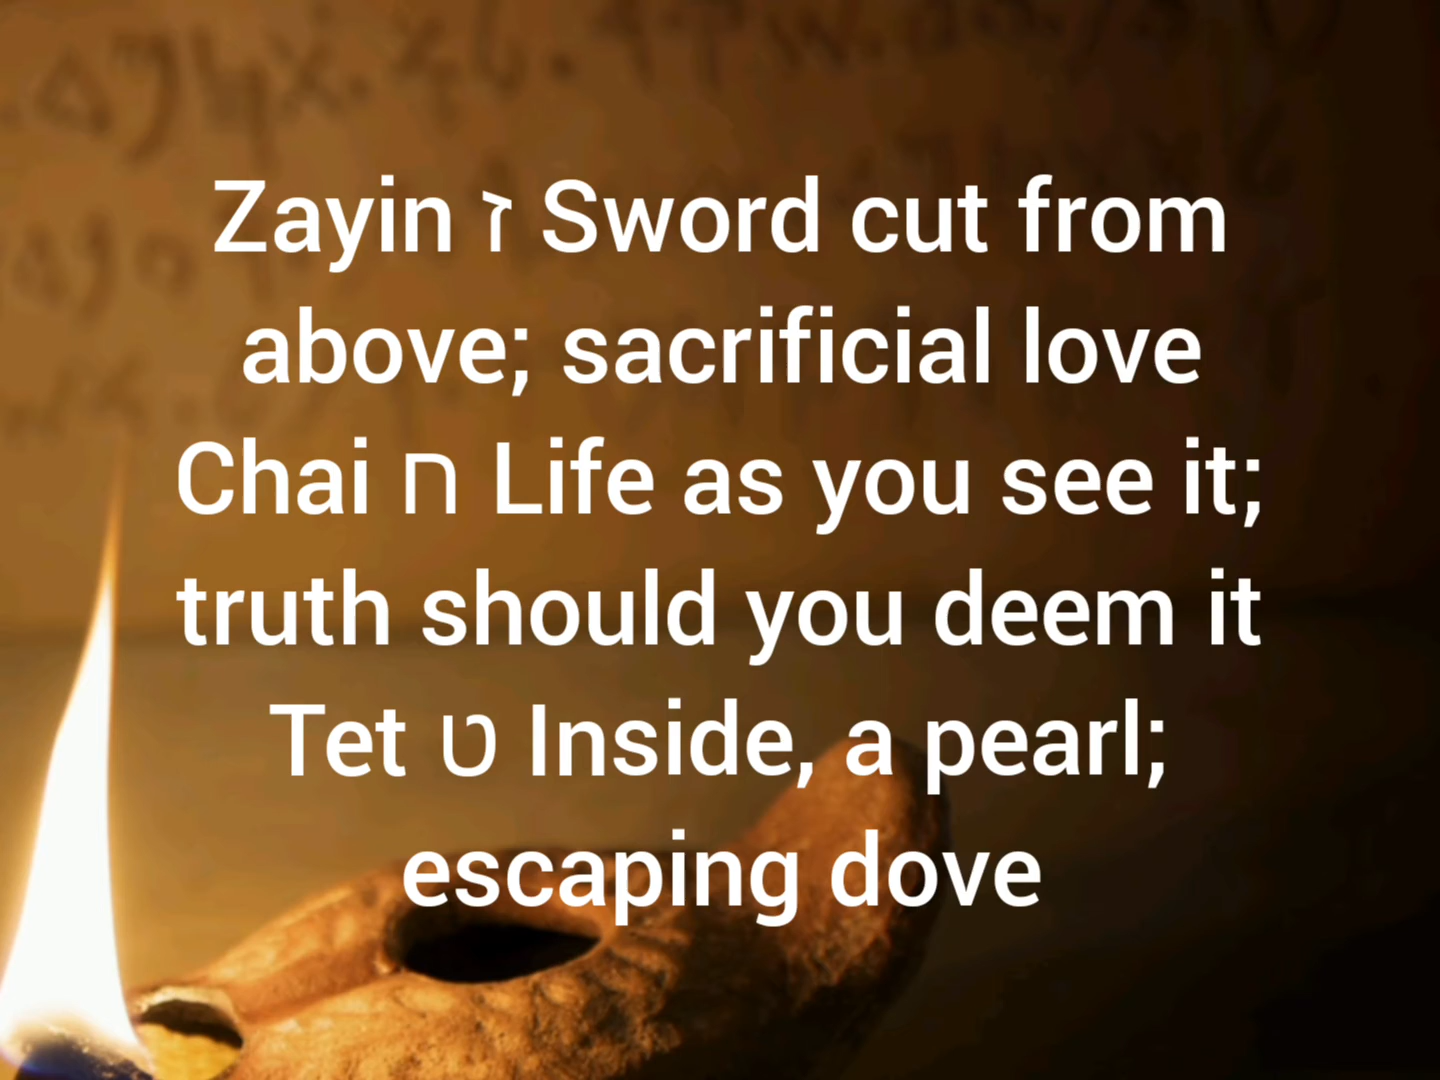 Zayin ז Sword cut from
above; sacrificial love
Chai ח Life as you see it;
truth should you deem it
Tet ט Inside, a pearl;
escaping dove